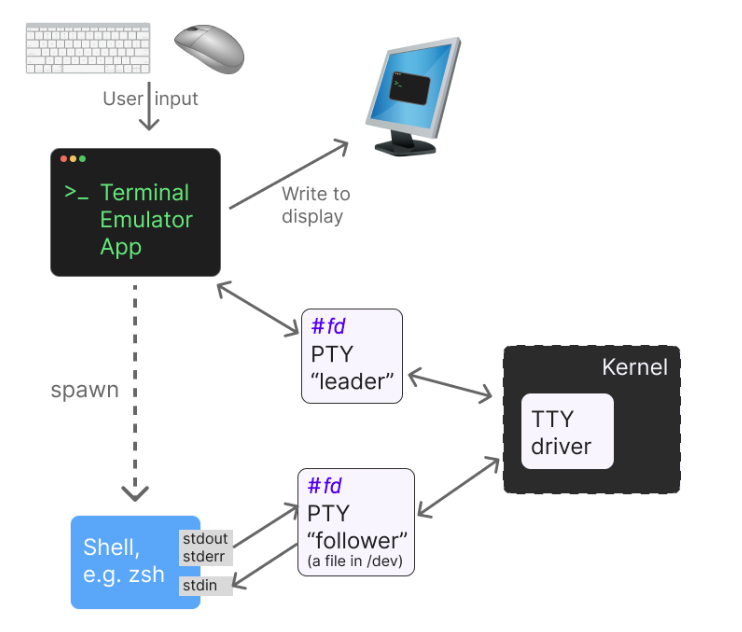 User input
>_ Terminal
Emulator
App
Write to
display
#fd
PTY
“leader”
Kernel
TTY
driver
spawn
#fd
PTY
“follower”
(a file in /dev)
Shell,
e.g. zsh
stdout
stderr
stdin